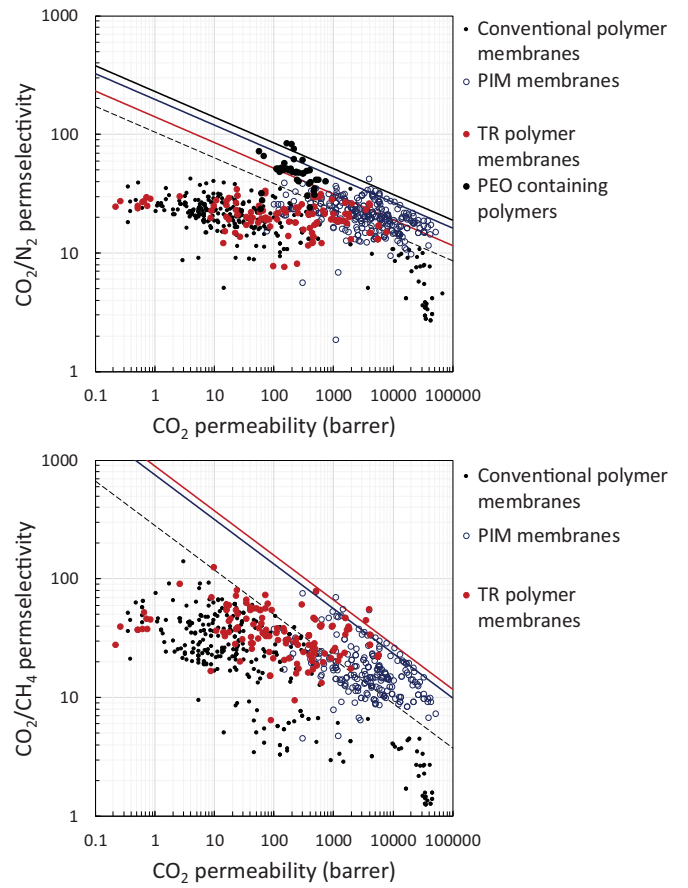 1000
100
10
1
CO₂/N₂ permselectivity
0.1 1 10 100 1000 10000 100000
CO₂ permeability (barrer)
Conventional polymer
membranes
PIM membranes
TR polymer
membranes
PEO containing
polymers
1000
100
10
1
CO₂/CH₄ permselectivity
0.1 1 10 100 1000 10000 100000
CO₂ permeability (barrer)
Conventional polymer
membranes
PIM membranes
TR polymer
membranes